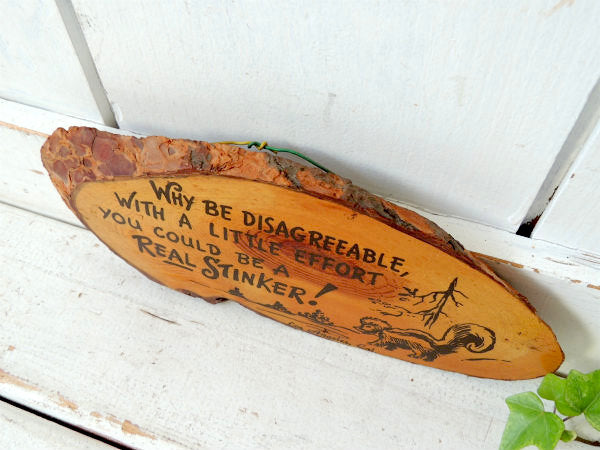 WHY BE DISAGREEABLE,
WITH A LITTLE EFFORT
YOU COULD BE A
REAL STINKER!